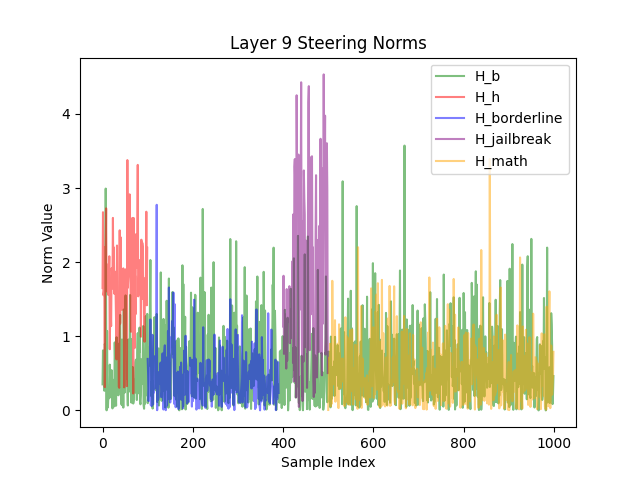 Layer 9 Steering Norms
H_b
H_h
H_borderline
H_jailbreak
H_math
Norm Value
4
3
2
1
0
0 200 400 600 800 1000
Sample Index